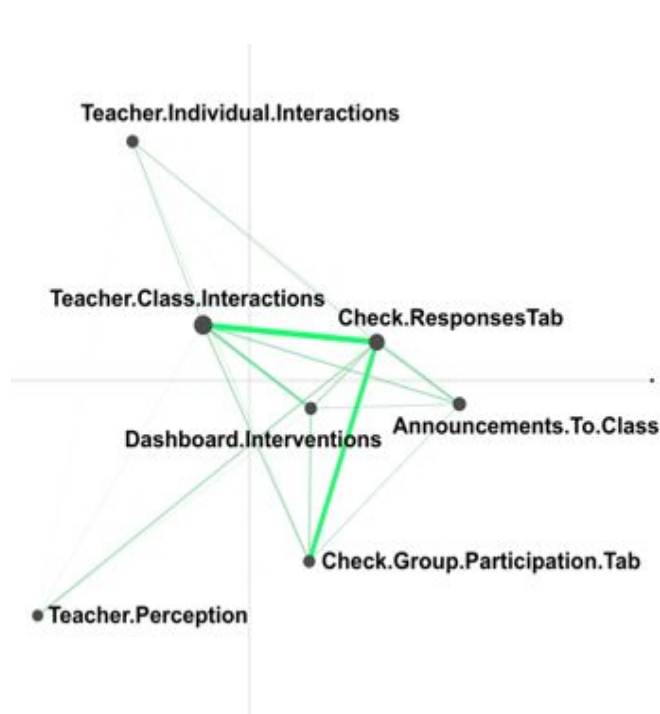 Teacher.Individual.Interactions
Teacher.Class.Interactions
Check.ResponsesTab
Announcements.To.Class
Dashboard.Interventions
Check.Group.Participation.Tab
Teacher.Perception